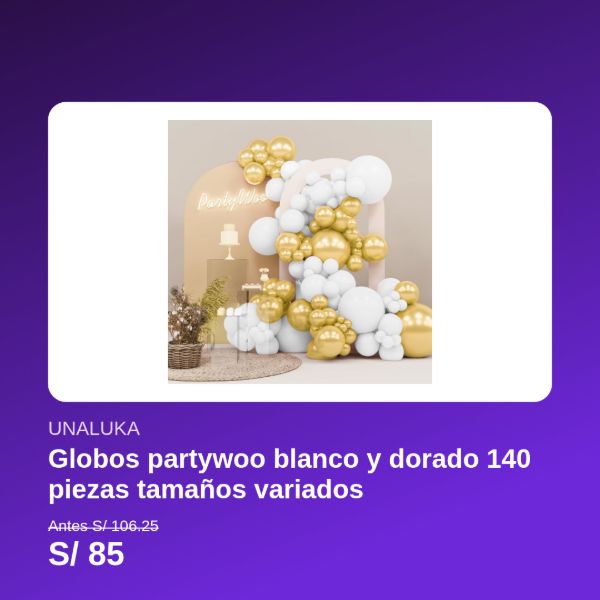 PartyWoo
UNALUKA
Globos partywoo blanco y dorado 140
piezas tamaños variados
Antes S/ 106.25
S/ 85